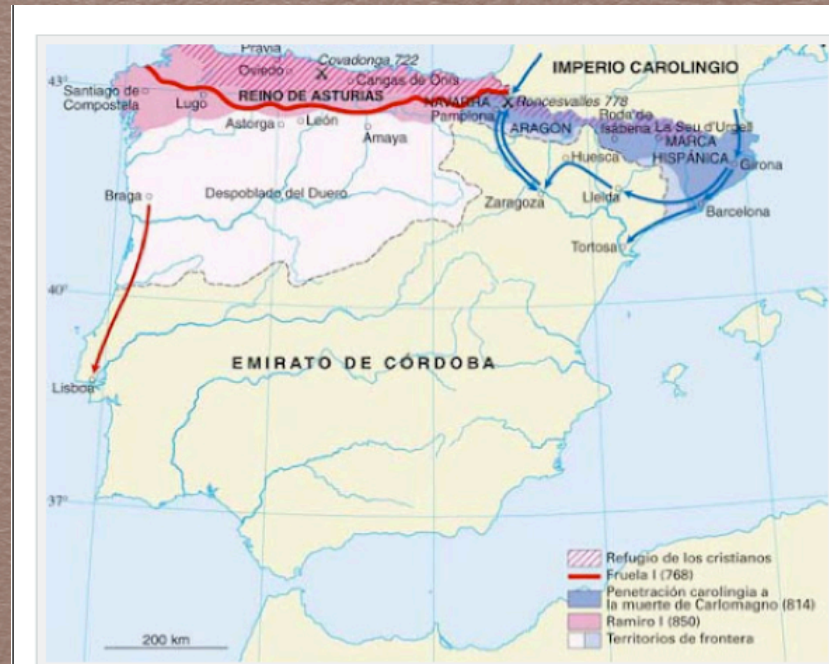 Pravia
Covadonga 722
IMPERIO CAROLINGIO
43°
Oviedo
Cangas de Onís
Santiago de
Compostela
Lugo
REINO DE ASTURIAS
NAVARRA
Roncesvalles 778
Pamplona
Roda de
Isábena
La Seu d'Urgell
Astorga
León
Amaya
ARAGÓN
MARCA
HISPÁNICA
Huesca
Girona
Braga
Despoblado del Duero
Zaragoza
Lleida
Barcelona
Tortosa
40°
EMIRATO DE CÓRDOBA
Lisboa
37°
Refugio de los cristianos
Fruela I (768)
Penetración carolingia a
la muerte de Carlomagno (814)
Ramiro I (850)
Territorios de frontera
200 km